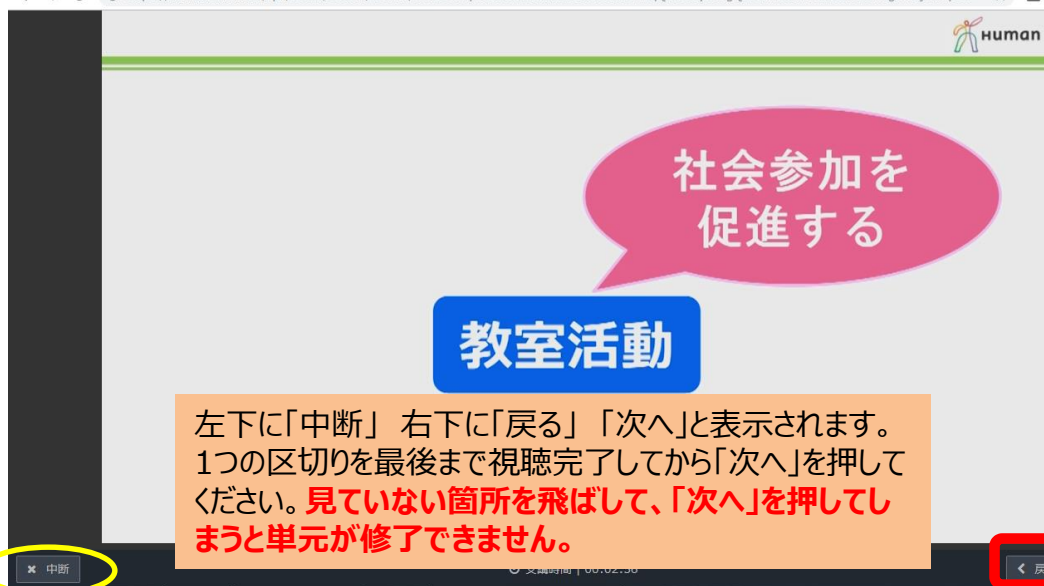 Human
社会参加を
促進する
教室活動
左下に「中断」 右下に「戻る」「次へ」と表示されます。
1つの区切りを最後まで視聴完了してから「次へ」を押して
ください。見ていない箇所を飛ばして、「次へ」を押してし
まうと単元が修了できません。
× 中断